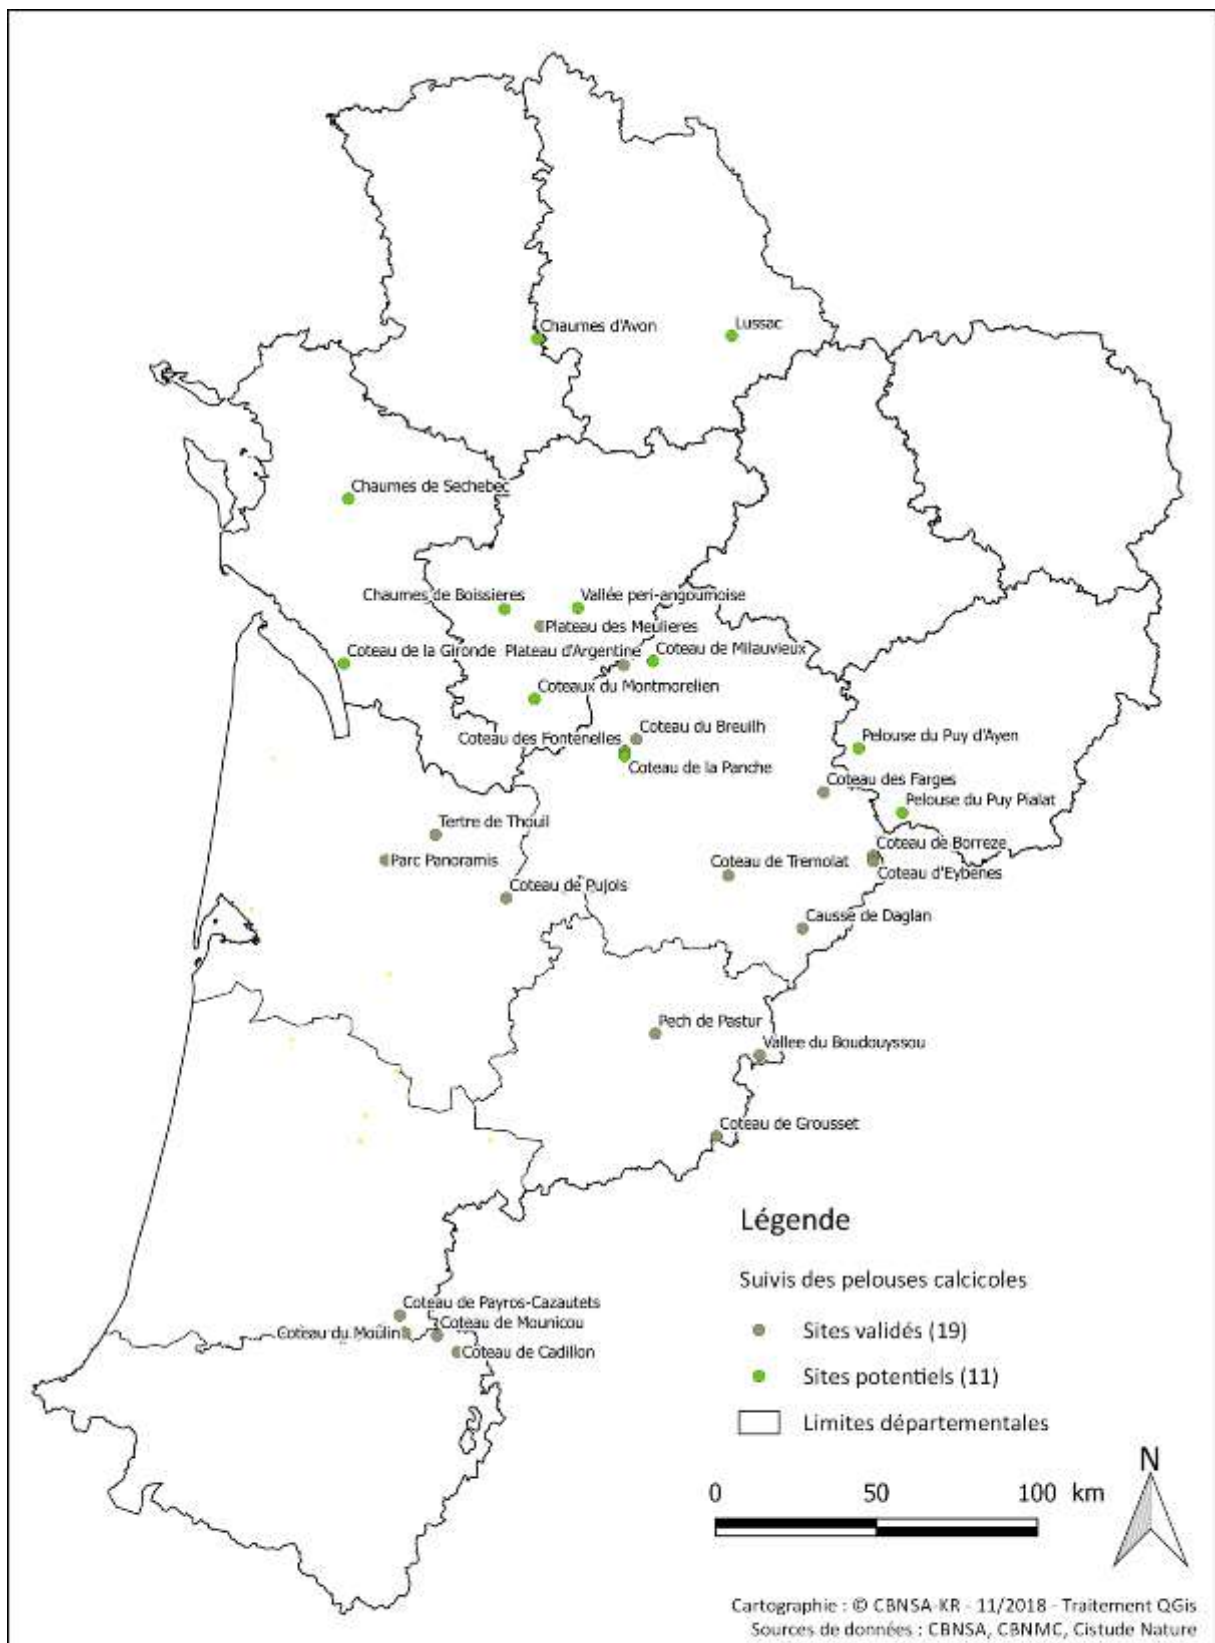 Chaumes d'Avon
Lussac
Chaumes de Sechebec
Chaumes de Boissieres
Vallée peri-angoumoise
Plateau des Meulieres
Coteau de la Gironde
Plateau d'Argentine
Coteau de Milauvieux
Coteaux du Montmorelien
Coteau des Fontenelles
Coteau du Breuilh
Coteau de la Panche
Pelouse du Puy d'Ayen
Coteau des Farges
Pelouse du Puy Pialat
Tertre de Thouil
Parc Panoramis
Coteau de Borreze
Coteau de Tremolat
Coteau d'Eybenes
Coteau de Pujols
Causse de Daglan
Pech de Pastur
Vallee du Boudouyssou
Coteau de Grousset
Coteau de Payros-Cazautets
Coteau du Moulin
Coteau de Mounicou
Coteau de Cadillon
Légende
Suivis des pelouses calcicoles
Sites validés (19)
Sites potentiels (11)
Limites départementales
0 50 100 km
N
Cartographie : © CBNSA-KR - 11/2018 - Traitement QGis
Sources de données : CBNSA, CBNMC, Cistude Nature